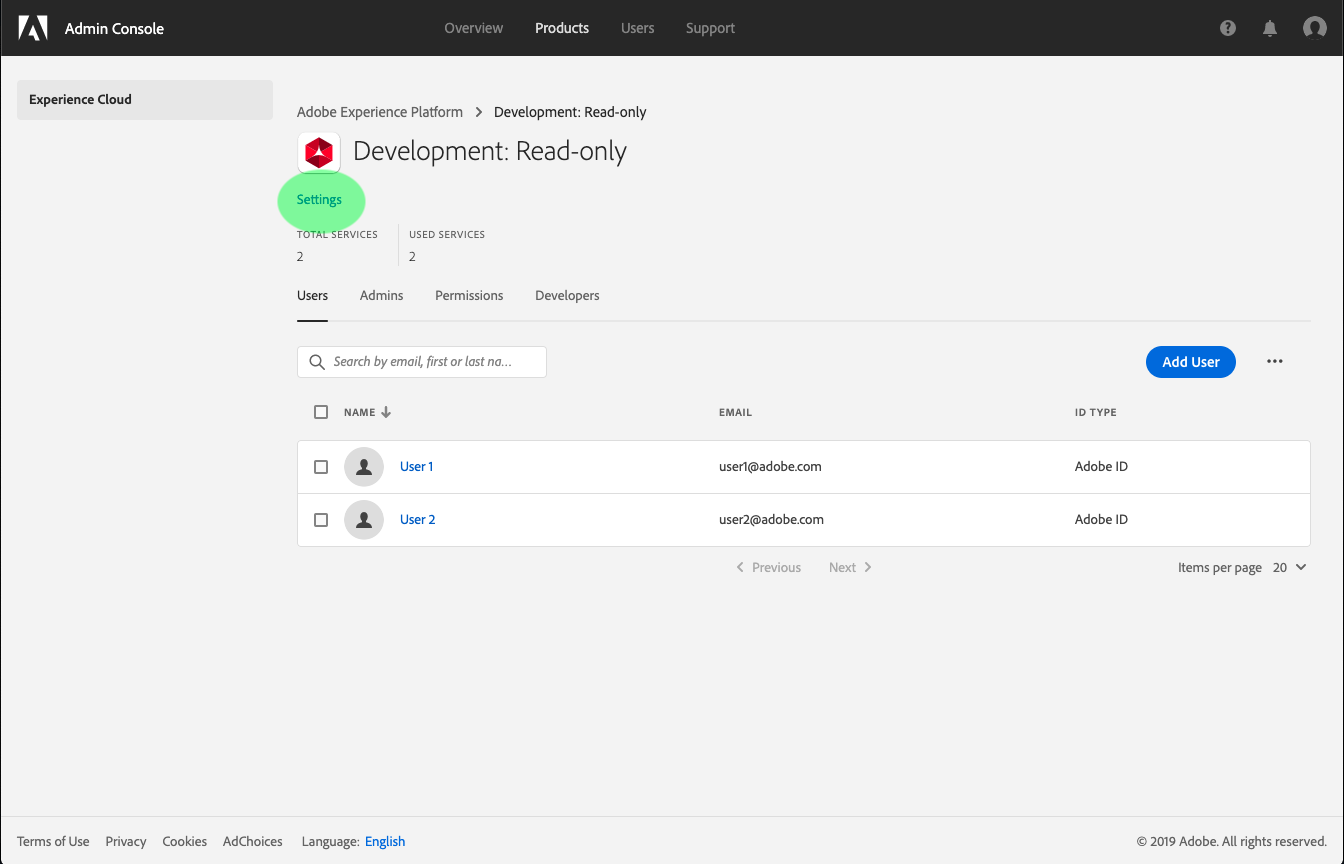 Admin Console
Overview Products Users Support
Experience Cloud
Adobe Experience Platform > Development: Read-only
Development: Read-only
Settings
TOTAL SERVICES USED SERVICES
2 2
Users Admins Permissions Developers
Search by email, first or last na...
Add User
NAME EMAIL ID TYPE
User 1 user1@adobe.com Adobe ID
User 2 user2@adobe.com Adobe ID
Previous Next Items per page 20
Terms of Use Privacy Cookies AdChoices Language: English © 2019 Adobe. All rights reserved.